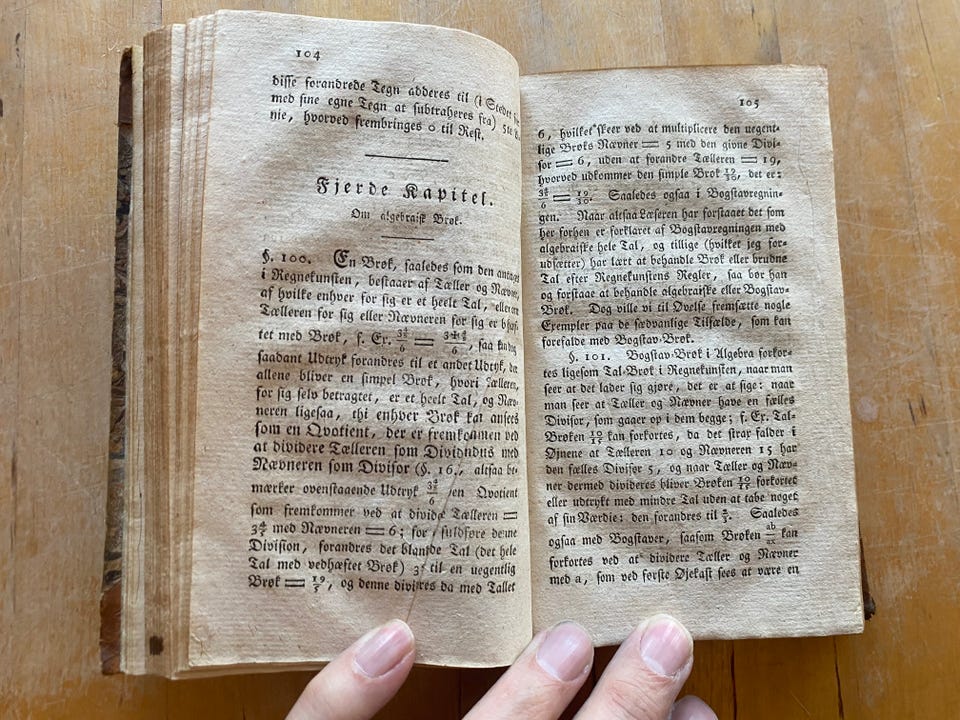 104
disse forandrede Tegn adderes til (i Stedet for
med sine egne Tegn at subtraheres fra) 5te
nie, hvorved frembringes 0 til Rest.
Fjerde Kapitel.
Om algebraisk Brøk.
§. 100. En Brøk, saaledes som den antages
i Regnekunsten, bestaaer af Tæller og Nævner,
af hvilke enhver for sig er et heelt Tal, eller om
Tælleren for sig eller Nævneren for sig er behæf-
tet med Brøk, f. Ex. 3⅘/6 = 3+⅘/6, saa kan dog
saadant Udtryk forandres til et andet Udtryk, der
allene bliver en simpel Brøk, hvori Tælleren,
for sig selv betragtet, er et heelt Tal, og Næv-
neren ligesaa, thi enhver Brøk kan ansees
som en Qvotient, der er fremkommen ved
at dividere Tælleren som Dividendus med
Nævneren som Divisor (§. 16., altsaa be-
mærker ovenstaaende Udtryk 3⅘/6 en Qvotient
som fremkommer ved at dividere Tælleren =
3⅘ med Nævneren = 6; for at fuldføre denne
Division, forandres det blandede Tal (det hele
Tal med vedhæftet Brøk) 3⅘ til en uegentlig
Brøk = 19/5, og denne divideres da med Tallet
105
6, hvilket skeer ved at multiplicere den uegent-
lige Brøks Nævner = 5 med den givne Divi-
sor = 6, uden at forandre Tælleren = 19,
hvorved udkommer den simple Brøk 19/30, det er:
3⅘/6 = 19/30. Saaledes ogsaa i Bogstavregnin-
gen. Naar altsaa Læseren har forstaaet det som
her forhen er forklaret af Bogstavregningen med
algebraiske hele Tal, og tillige (hvilket jeg for-
udsætter) har lært at behandle Brøk eller brudne
Tal efter Regnekunstens Regler, saa bør han
og forstaae at behandle algebraiske eller Bogstav-
Brøk. Dog ville vi til Øvelse fremsætte nogle
Exempler paa de sædvanlige Tilfælde, som kan
forefalde med Bogstav-Brøk.
§. 101. Bogstav-Brøk i Algebra forkor-
tes ligesom Tal-Brøk i Regnekunsten, naar man
seer at det lader sig gjøre, det er at sige: naar
man seer at Tæller og Nævner have en fælles
Divisor, som gaaer op i dem begge; f. Ex. Tal-
Brøken 10/15 kan forkortes, da det strax falder i
Øjnene at Tælleren 10 og Nævneren 15 har
den fælles Divisor 5, og naar Tæller og Næv-
ner dermed divideres bliver Brøken 10/15 forkortet
eller udtrykt med mindre Tal uden at tabe noget
af sin Værdie: den forandres til ⅔. Saaledes
ogsaa med Bogstaver, saasom Brøken ab/ax kan
forkortes ved at dividere Tæller og Nævner
med a, som ved første Øjekast sees at være en